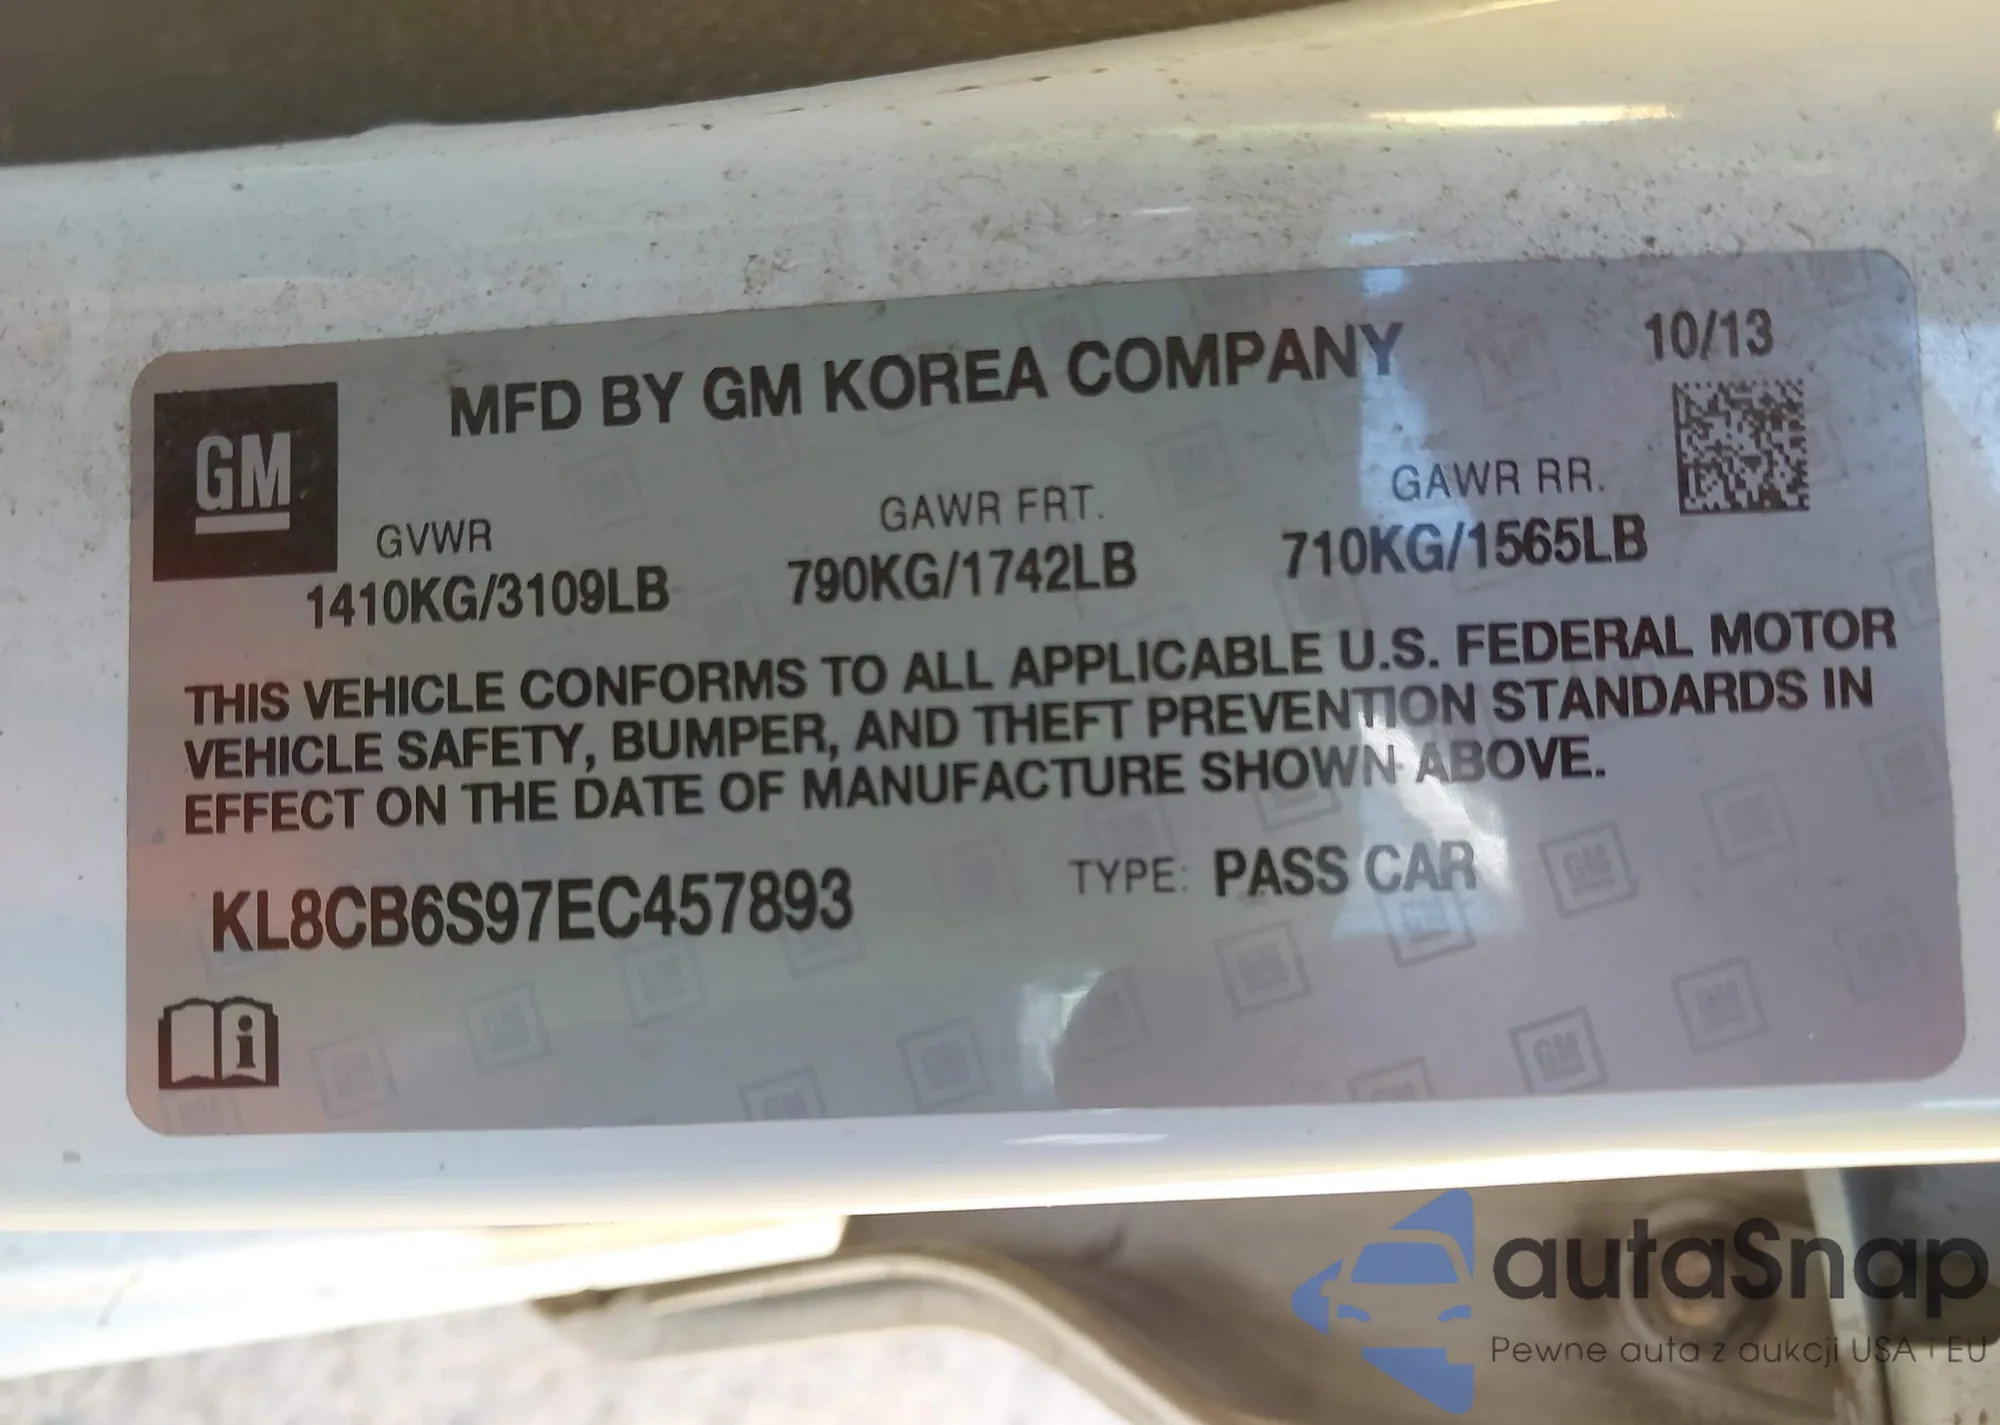 MFD BY GM KOREA COMPANY
10/13
GM
GVWR
GAWR FRT.
GAWR RR.
1410KG/3109LB
790KG/1742LB
710KG/1565LB
THIS VEHICLE CONFORMS TO ALL APPLICABLE U.S. FEDERAL MOTOR
VEHICLE SAFETY, BUMPER, AND THEFT PREVENTION STANDARDS IN
EFFECT ON THE DATE OF MANUFACTURE SHOWN ABOVE.
KL8CB6S97EC457893
TYPE: PASS CAR
autaSnap
Pewne auta z aukcji USA i EU